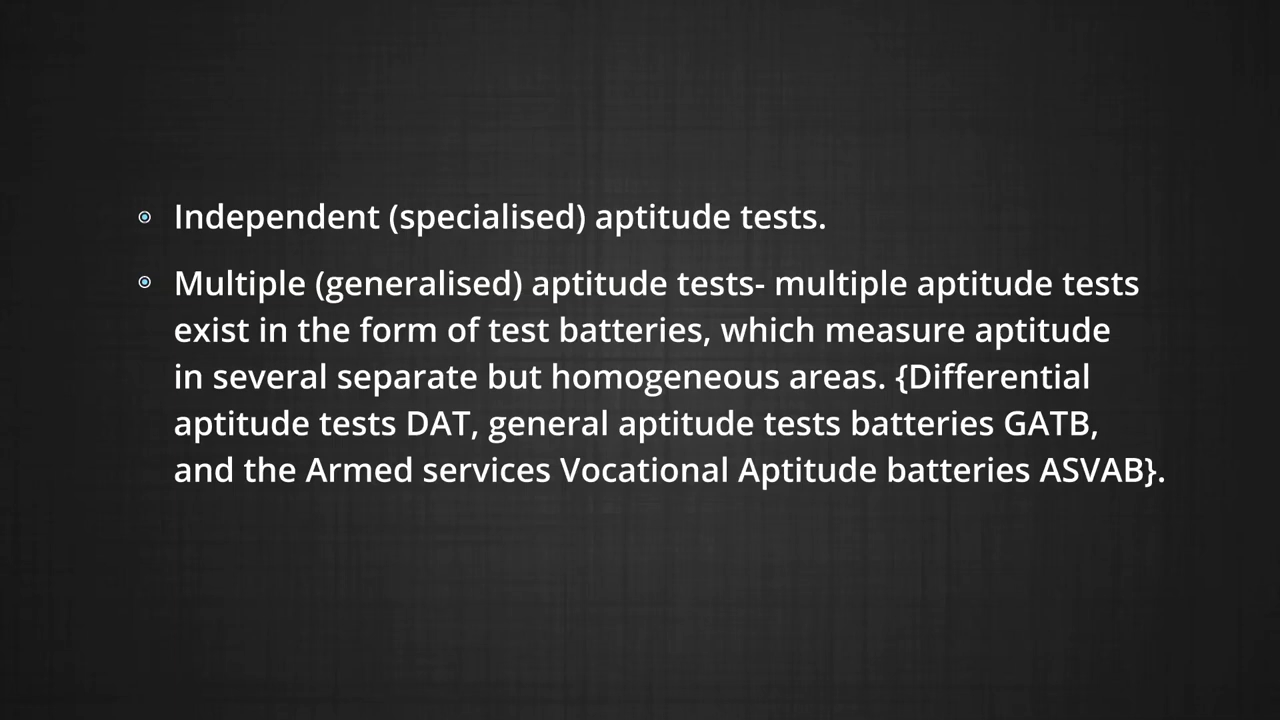 Independent (specialised) aptitude tests.
Multiple (generalised) aptitude tests- multiple aptitude tests
exist in the form of test batteries, which measure aptitude
in several separate but homogeneous areas. {Differential
aptitude tests DAT, general aptitude tests batteries GATB,
and the Armed services Vocational Aptitude batteries ASVAB}.